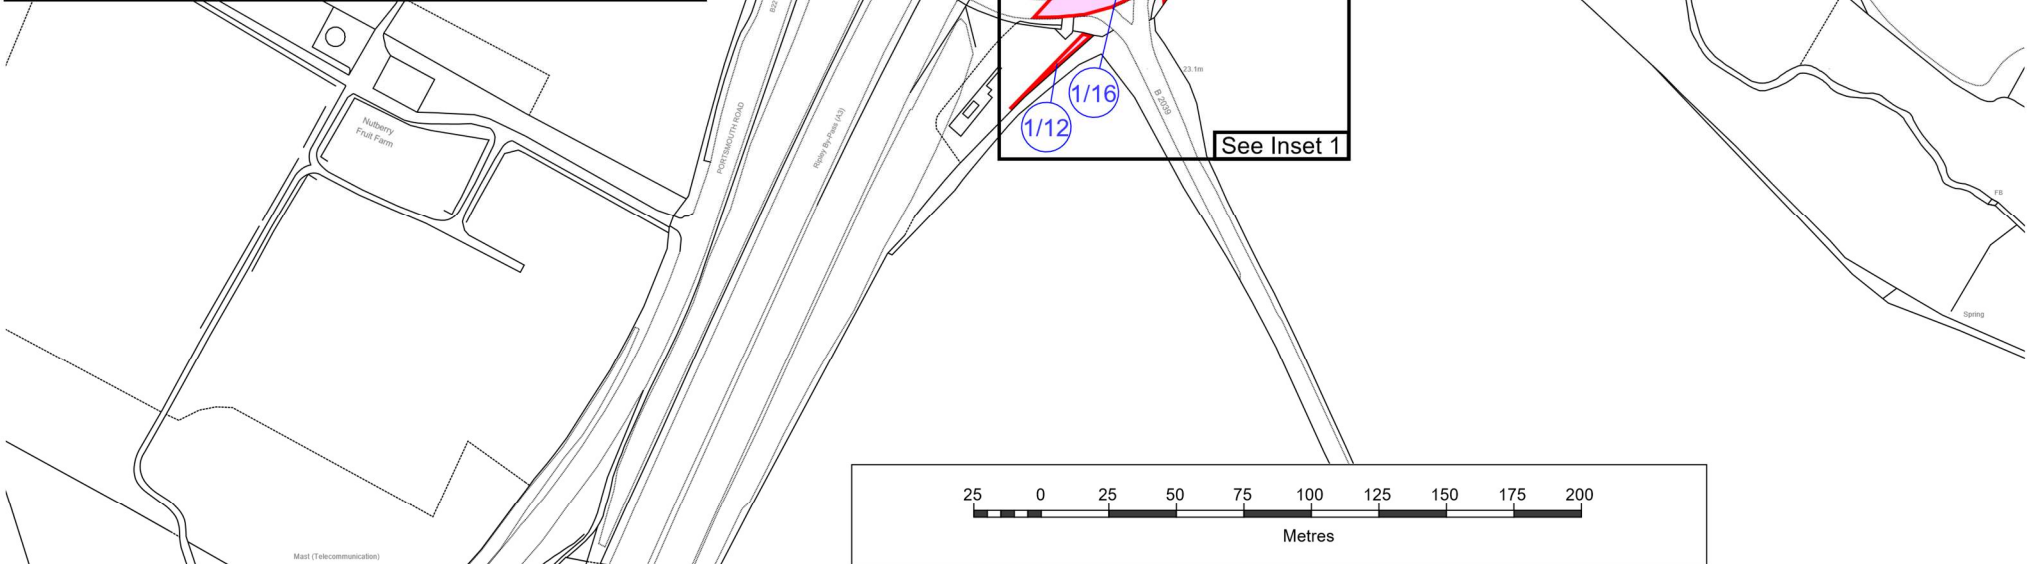 B22
23.1m
Nutberry
Fruit Farm
PORTSMOUTH ROAD
Ripley By-Pass (A3)
1/16
1/12
B 2039
See Inset 1
FB
Spring
25 0 25 50 75 100 125 150 175 200
Metres
Mast (Telecommunication)